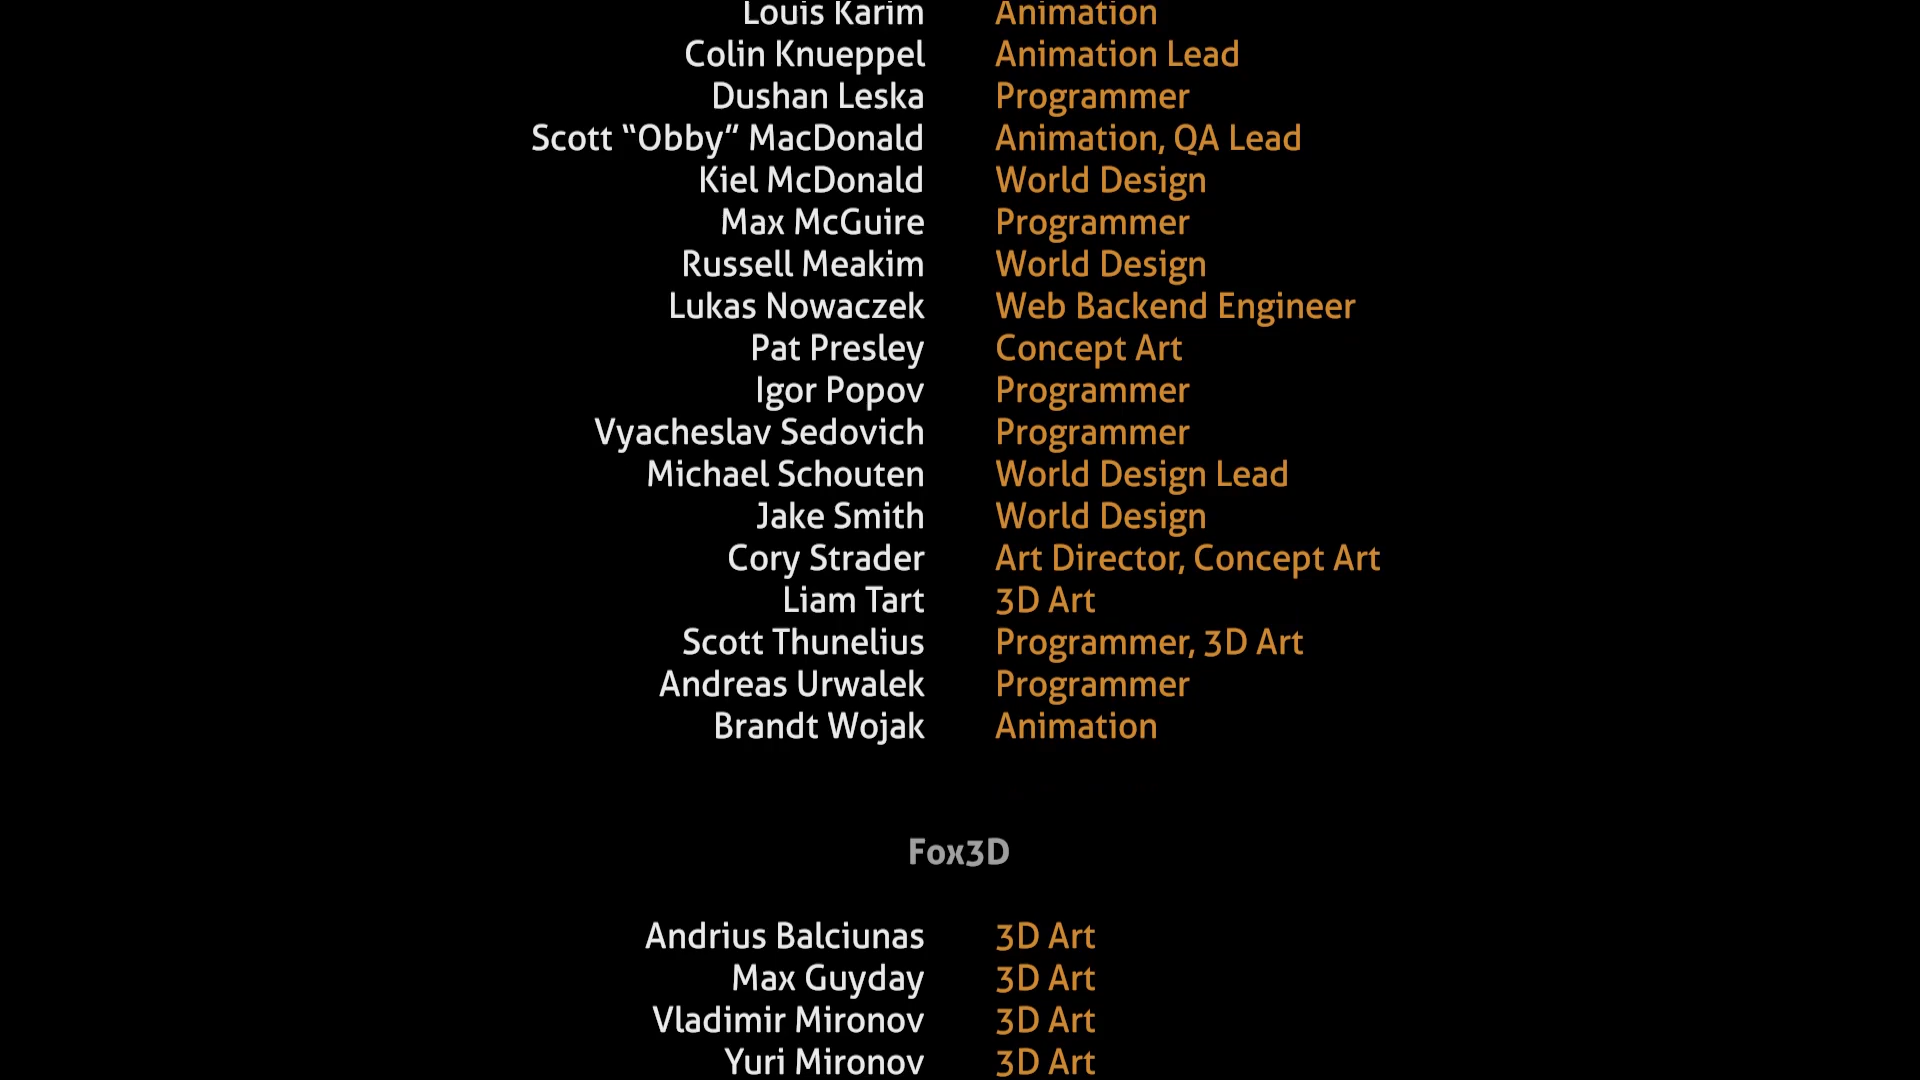 Louis Karim Animation
Colin Knueppel Animation Lead
Dushan Leska Programmer
Scott “Obby” MacDonald Animation, QA Lead
Kiel McDonald World Design
Max McGuire Programmer
Russell Meakim World Design
Lukas Nowaczek Web Backend Engineer
Pat Presley Concept Art
Igor Popov Programmer
Vyacheslav Sedovich Programmer
Michael Schouten World Design Lead
Jake Smith World Design
Cory Strader Art Director, Concept Art
Liam Tart 3D Art
Scott Thunelius Programmer, 3D Art
Andreas Urwalek Programmer
Brandt Wojak Animation
Fox3D
Andrius Balciunas 3D Art
Max Guyday 3D Art
Vladimir Mironov 3D Art
Yuri Mironov 3D Art